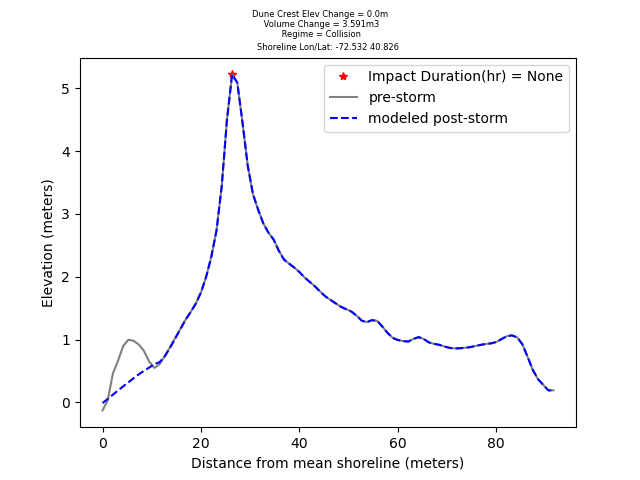 Dune Crest Elev Change = 0.0m
Volume Change = 3.591m3
Regime = Collision
Shoreline Lon/Lat: -72.532 40.826
Impact Duration(hr) = None
pre-storm
modeled post-storm
Elevation (meters)
5
4
3
2
1
0
0 20 40 60 80
Distance from mean shoreline (meters)